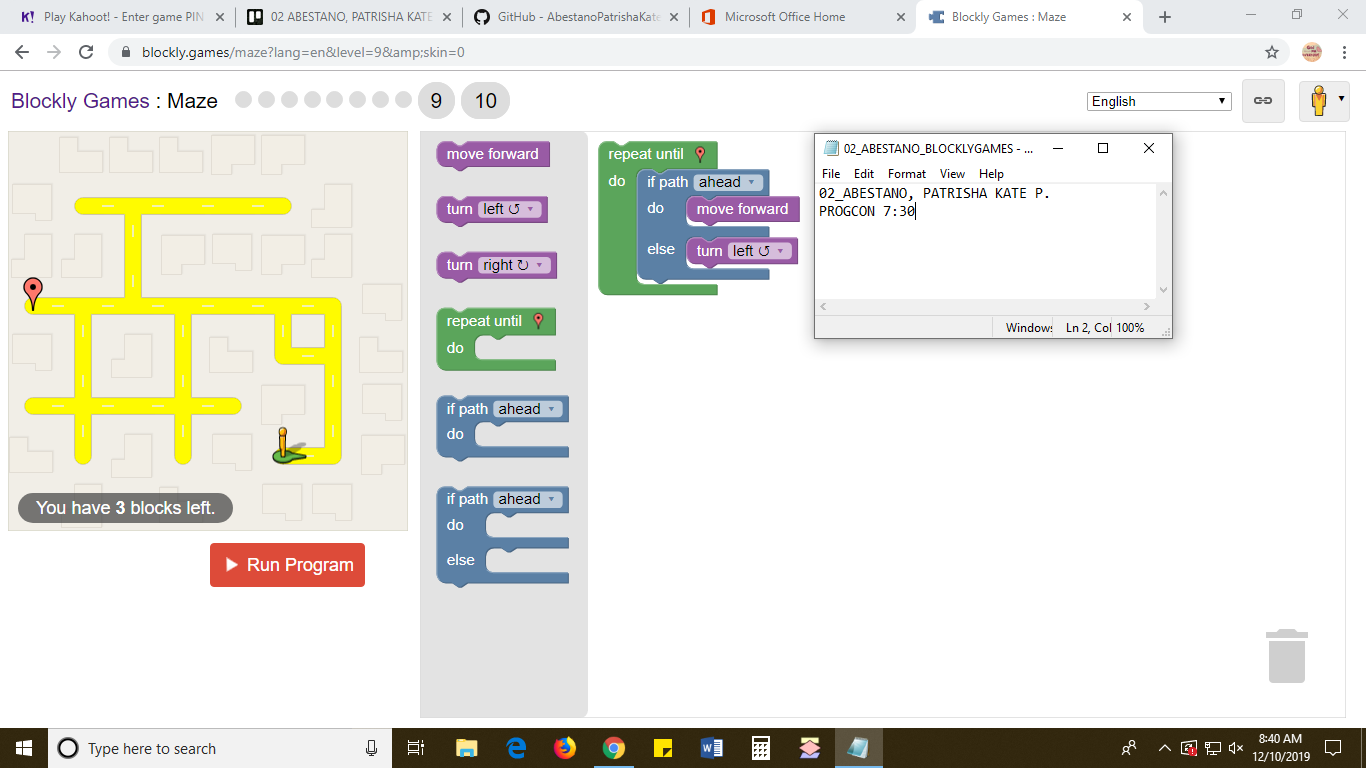 Play Kahoot! - Enter game PIN
02 ABESTANO, PATRISHA KATE
GitHub - AbestanoPatrishaKate
Microsoft Office Home
Blockly Games : Maze
blockly.games/maze?lang=en&level=9&amp;skin=0
Blockly Games : Maze
9
10
English
move forward
turn left ↺
turn right ↻
repeat until
do
if path ahead
do
if path ahead
do
else
repeat until
do
if path ahead
do
move forward
else
turn left ↺
02_ABESTANO_BLOCKLYGAMES - ...
File Edit Format View Help
02_ABESTANO, PATRISHA KATE P.
PROGCON 7:30
Windows
Ln 2, Col
100%
You have 3 blocks left.
Run Program
Type here to search
8:40 AM
12/10/2019